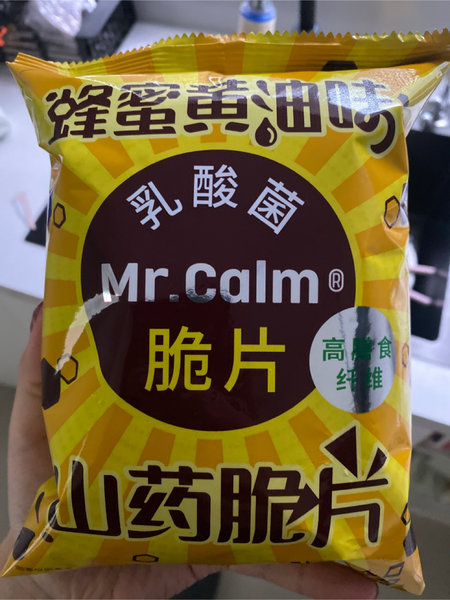 蜂蜜黄油味
乳酸菌
Mr.Calm®
脆片
高膳食
纤维
山药脆片